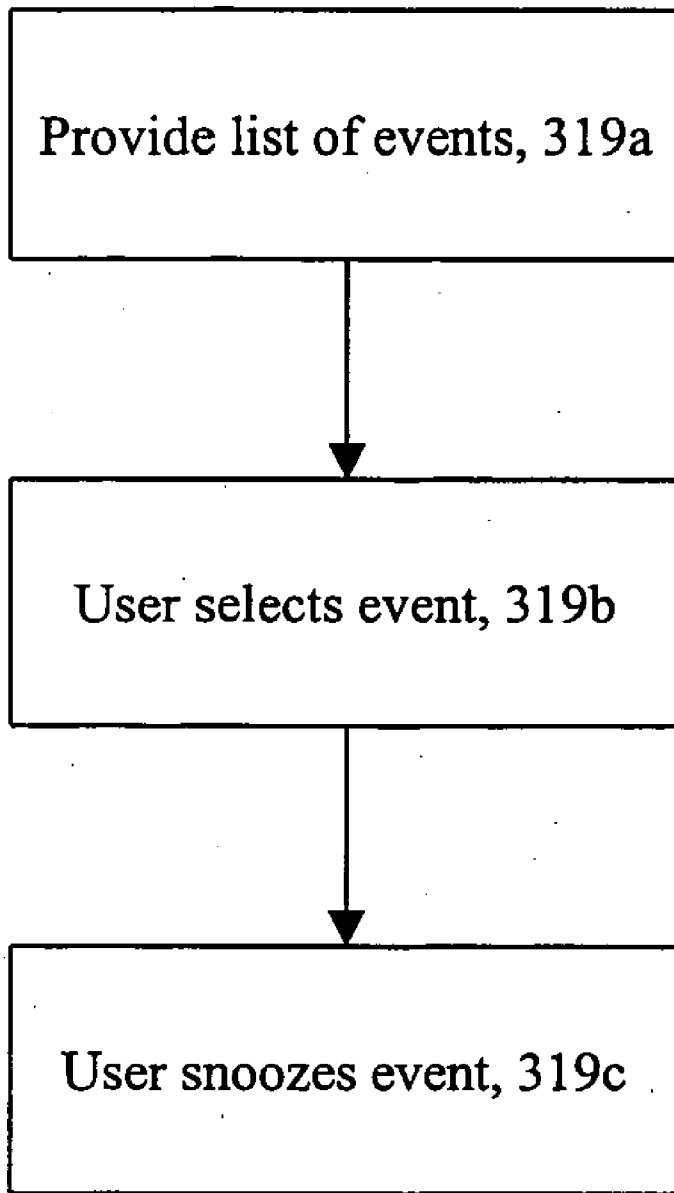 Provide list of events, 319a
User selects event, 319b
User snoozes event, 319c